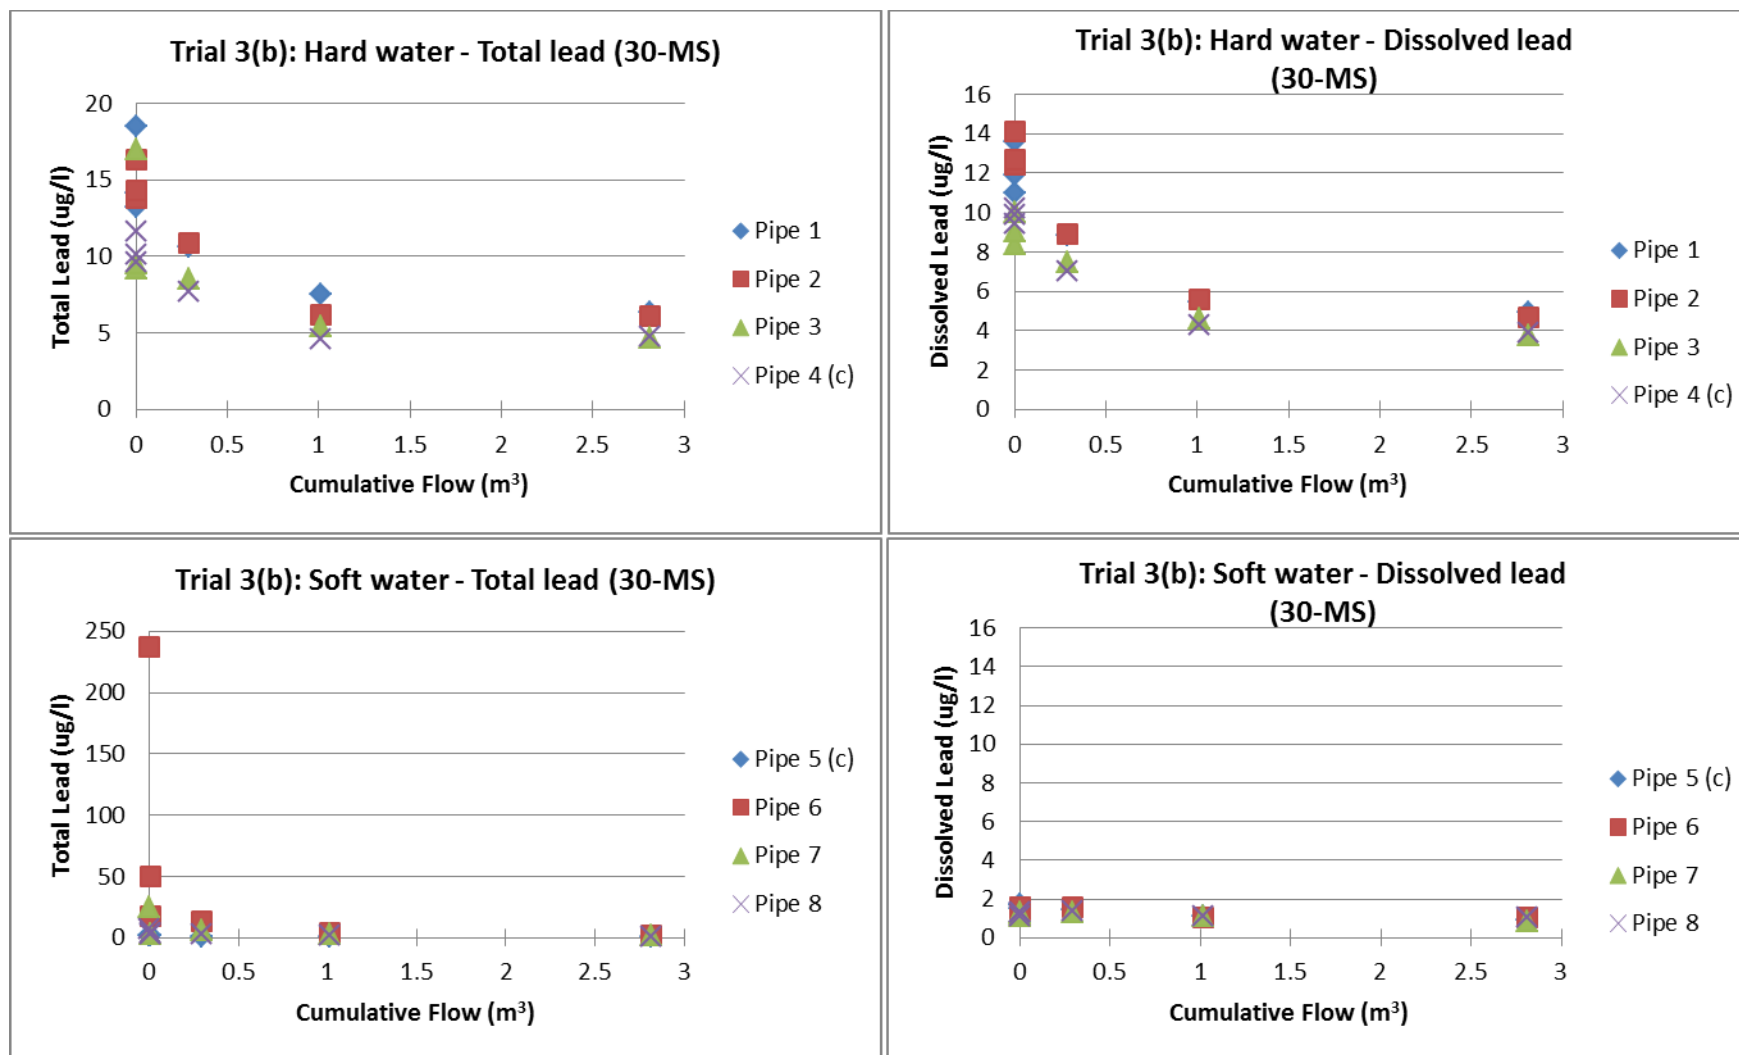 Trial 3(b): Hard water - Total lead (30-MS)
Total Lead (ug/l)
20
15
10
5
0
0 0.5 1 1.5 2 2.5 3
Cumulative Flow (m³)
Pipe 1
Pipe 2
Pipe 3
Pipe 4 (c)
Trial 3(b): Hard water - Dissolved lead
(30-MS)
Dissolved Lead (ug/l)
16
14
12
10
8
6
4
2
0
0 0.5 1 1.5 2 2.5 3
Cumulative Flow (m³)
Pipe 1
Pipe 2
Pipe 3
Pipe 4 (c)
Trial 3(b): Soft water - Total lead (30-MS)
Total Lead (ug/l)
250
200
150
100
50
0
0 0.5 1 1.5 2 2.5 3
Cumulative Flow (m³)
Pipe 5 (c)
Pipe 6
Pipe 7
Pipe 8
Trial 3(b): Soft water - Dissolved lead
(30-MS)
Dissolved Lead (ug/l)
16
14
12
10
8
6
4
2
0
0 0.5 1 1.5 2 2.5 3
Cumulative Flow (m³)
Pipe 5 (c)
Pipe 6
Pipe 7
Pipe 8